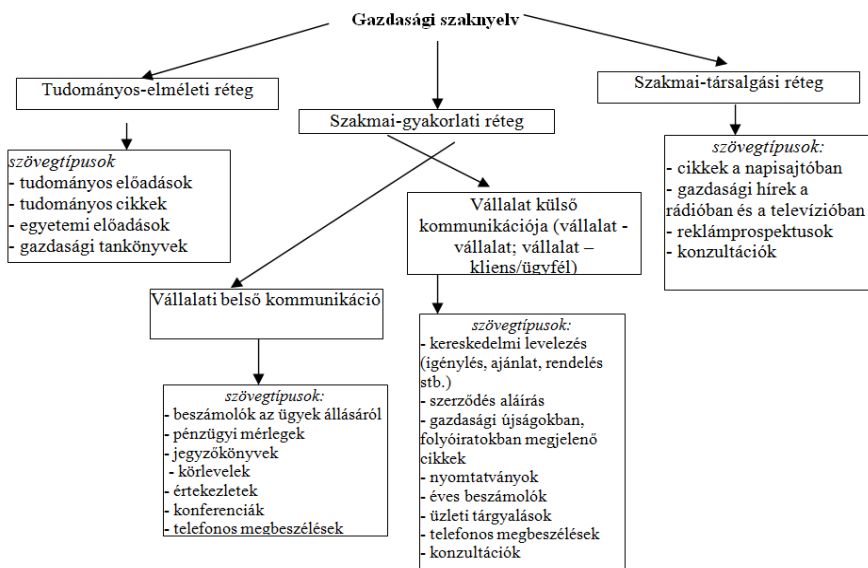 Gazdasági szaknyelv
Tudományos-elméleti réteg
Szakmai-gyakorlati réteg
Szakmai-társalgási réteg
szövegtípusok
- tudományos előadások
- tudományos cikkek
- egyetemi előadások
- gazdasági tankönyvek
szövegtípusok:
- cikkek a napisajtóban
- gazdasági hírek a
rádióban és a televízióban
- reklámprospektusok
- konzultációk
Vállalat külső
kommunikációja (vállalat -
vállalat; vállalat –
kliens/ügyfél)
Vállalati belső kommunikáció
szövegtípusok:
- beszámolók az ügyek állásáról
- pénzügyi mérlegek
- jegyzőkönyvek
- körlevelek
- értekezletek
- konferenciák
- telefonos megbeszélések
szövegtípusok:
- kereskedelmi levelezés
(igénylés, ajánlat, rendelés
stb.)
- szerződés aláírás
- gazdasági újságokban,
folyóiratokban megjelenő
cikkek
- nyomtatványok
- éves beszámolók
- üzleti tárgyalások
- telefonos megbeszélések
- konzultációk